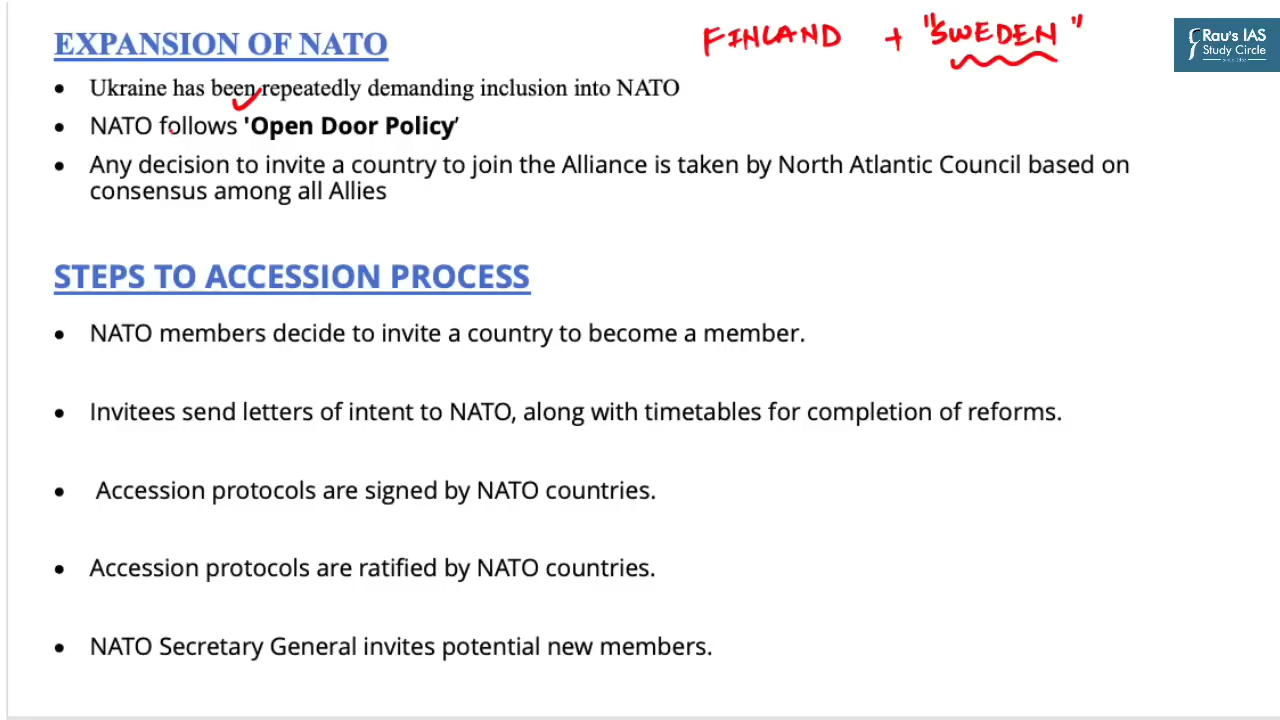 FINLAND + "SWEDEN"
Rau's IAS
Study Circle
EXPANSION OF NATO
• Ukraine has been repeatedly demanding inclusion into NATO
• NATO follows 'Open Door Policy’
• Any decision to invite a country to join the Alliance is taken by North Atlantic Council based on
consensus among all Allies
STEPS TO ACCESSION PROCESS
• NATO members decide to invite a country to become a member.
• Invitees send letters of intent to NATO, along with timetables for completion of reforms.
• Accession protocols are signed by NATO countries.
• Accession protocols are ratified by NATO countries.
• NATO Secretary General invites potential new members.